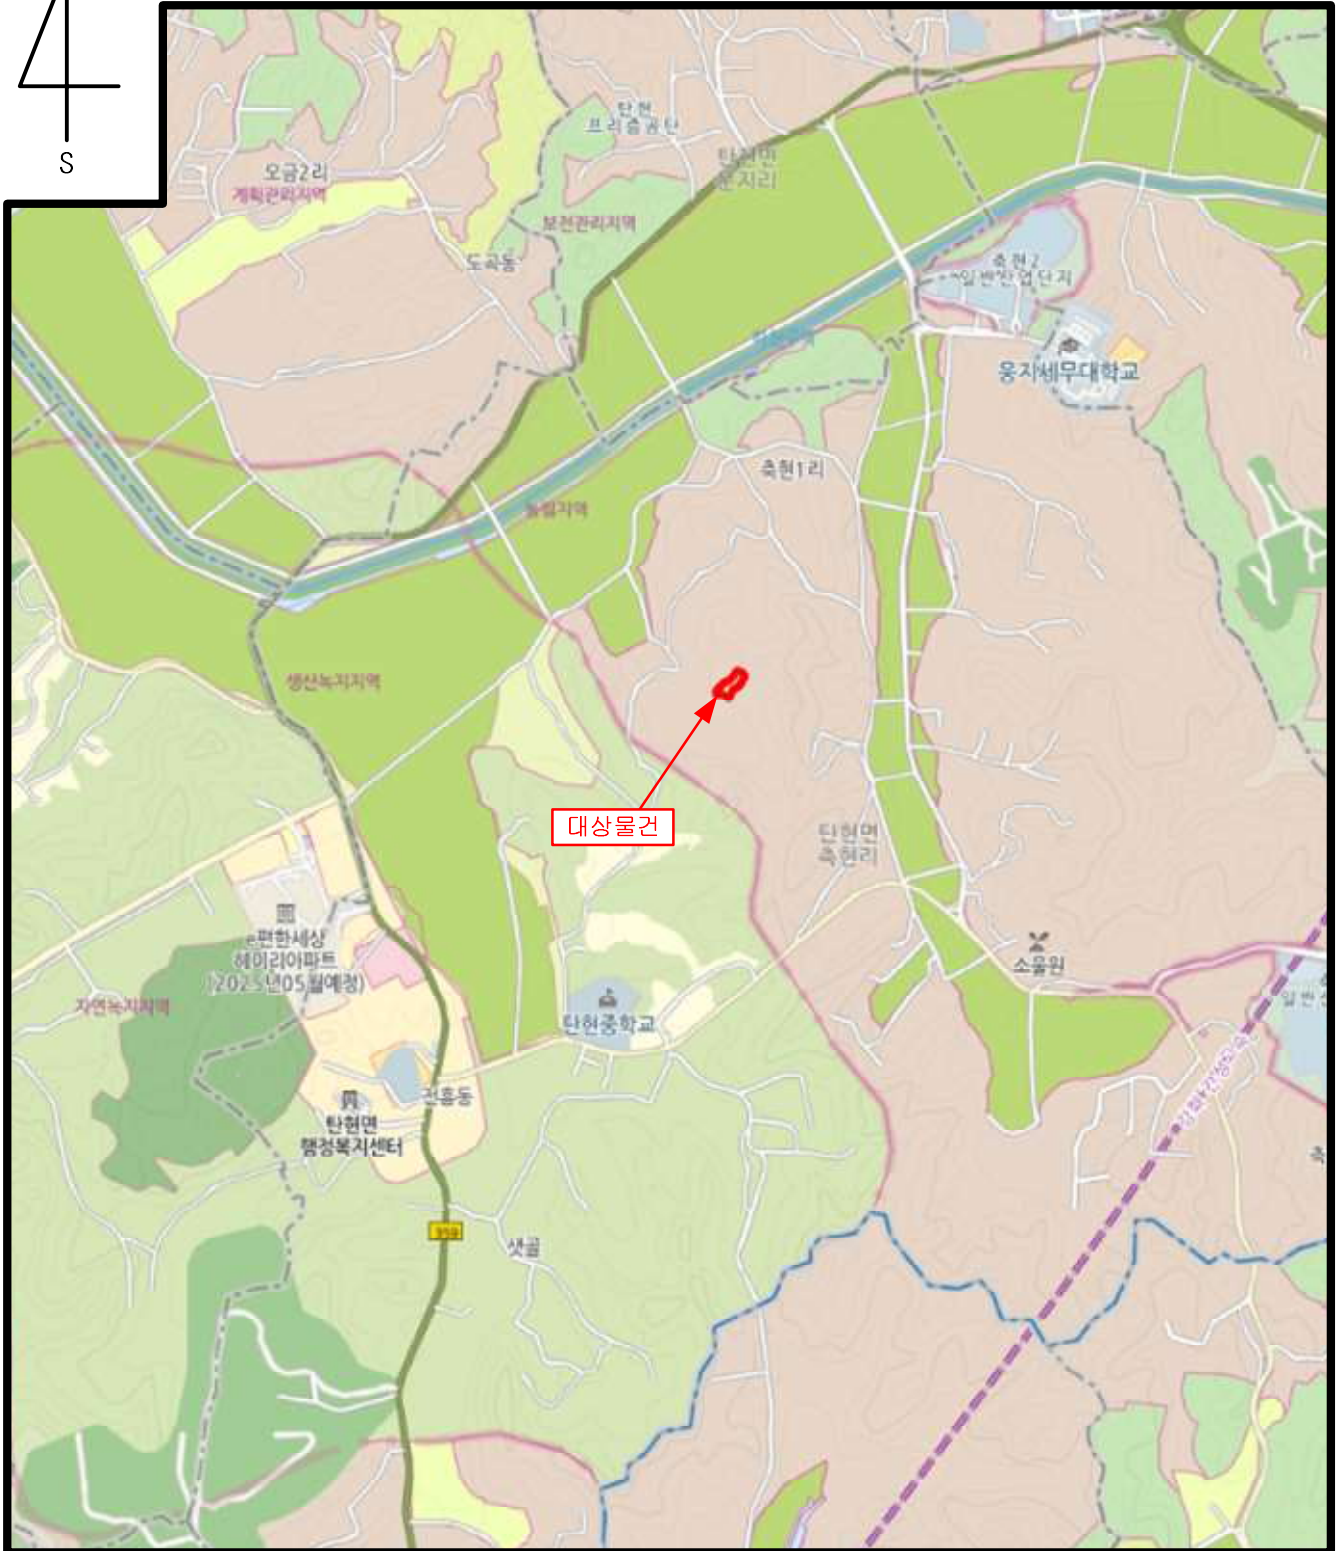 S
탄현
프리즘공단
탄현면
문지리
오금2리
계획관리지역
보전관리지역
도곡동
축현2
일반산업단지
웅지세무대학교
축현1리
농림지역
생산녹지지역
대상물건
탄현면
축현리
e편한세상
헤이리아파트
(2025년05월예정)
소울원
자연녹지지역
일반산
탄현중학교
탄현면
행정복지센터
샛골
축